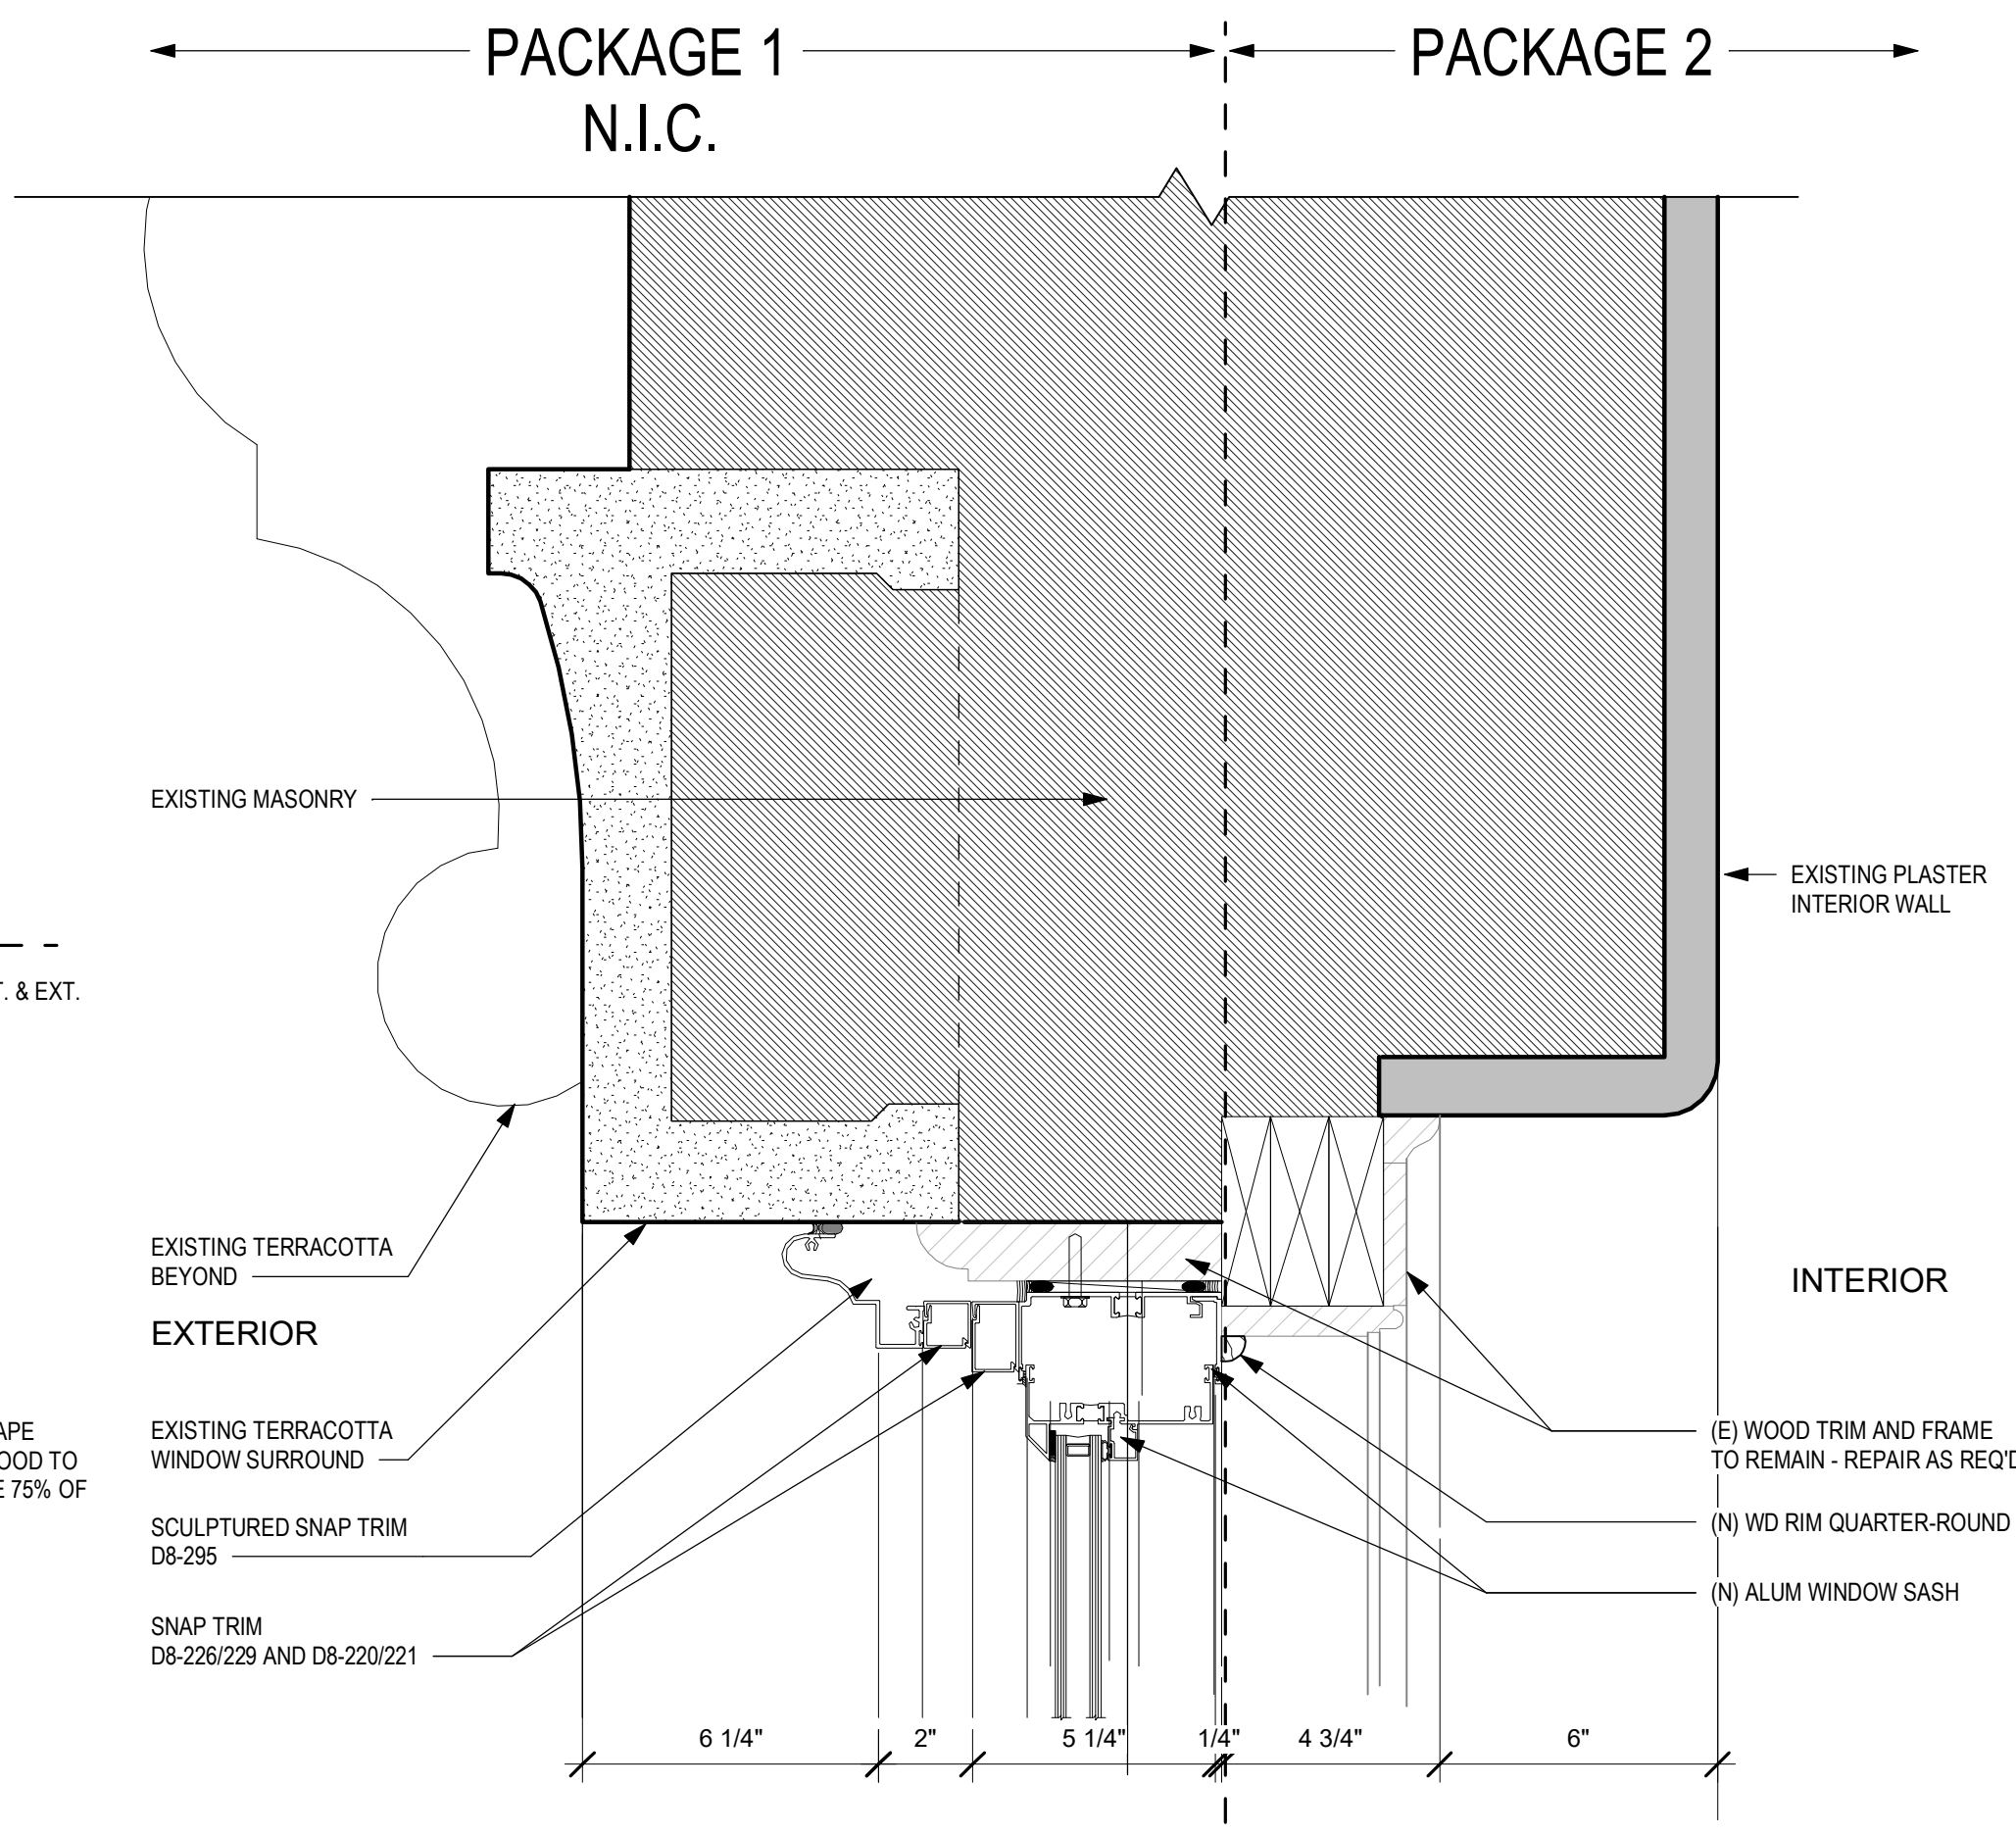 PACKAGE 1
N.I.C.
PACKAGE 2
EXISTING MASONRY
EXISTING PLASTER
INTERIOR WALL
& EXT.
EXISTING TERRACOTTA
BEYOND
INTERIOR
EXTERIOR
EXISTING TERRACOTTA
WINDOW SURROUND
75% OF
(E) WOOD TRIM AND FRAME
TO REMAIN - REPAIR AS REQ'D
SCULPTURED SNAP TRIM
D8-295
(N) WD RIM QUARTER-ROUND
(N) ALUM WINDOW SASH
SNAP TRIM
D8-226/229 AND D8-220/221
6 1/4" 2" 5 1/4" 1/4" 4 3/4" 6"